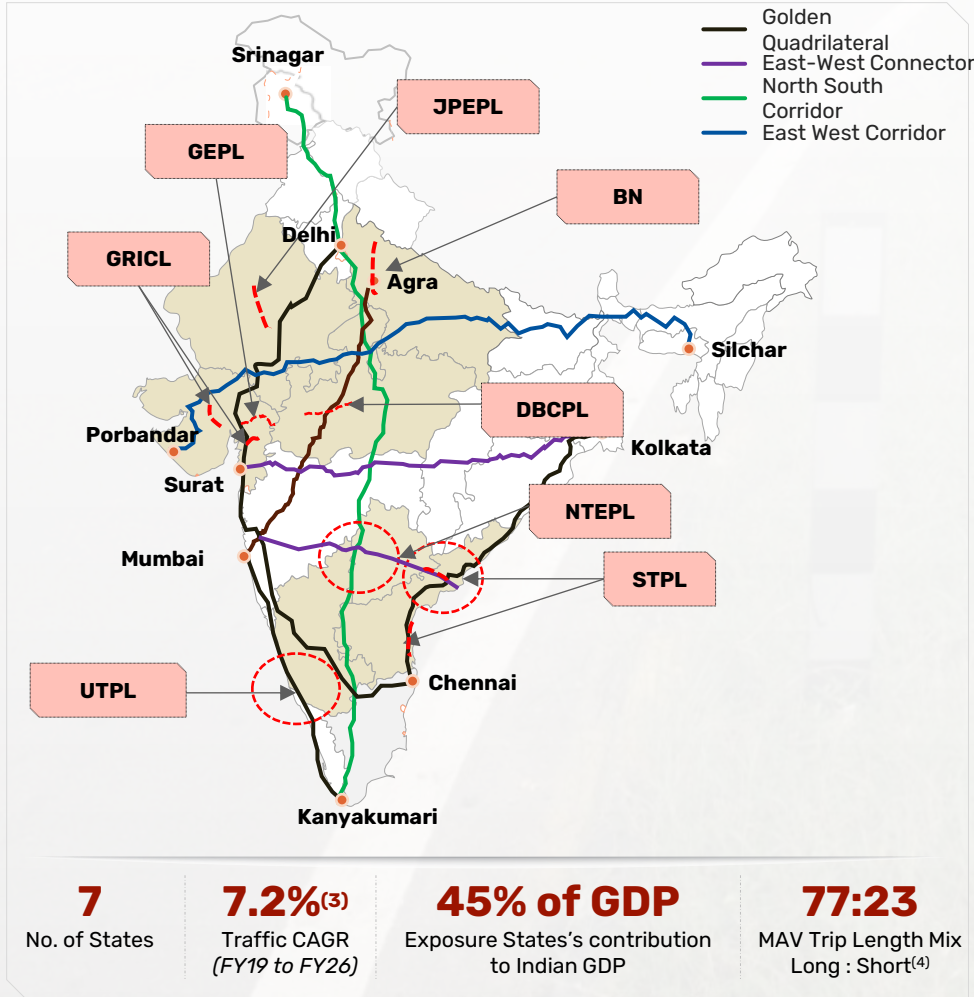 Golden
Quadrilateral
East-West Connector
North South
Corridor
East West Corridor
Srinagar
JPEPL
GEPL
BN
Delhi
GRICL
Agra
Silchar
DBCPL
Porbandar
Kolkata
Surat
NTEPL
Mumbai
STPL
Chennai
UTPL
Kanyakumari
7
No. of States
7.2%(3)
Traffic CAGR
(FY19 to FY26)
45% of GDP
Exposure States's contribution
to Indian GDP
77:23
MAV Trip Length Mix
Long : Short(4)